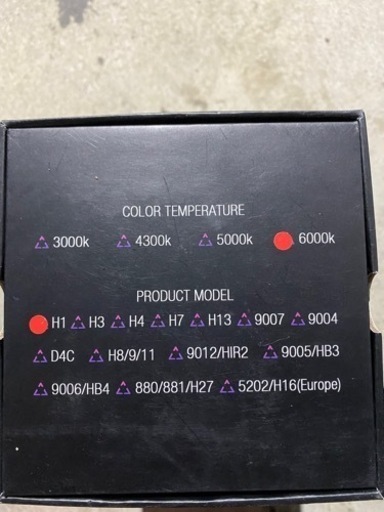 COLOR TEMPERATURE
3000k 4300k 5000k 6000k
PRODUCT MODEL
H1 H3 H4 H7 H13 9007 9004
D4C H8/9/11 9012/HIR2 9005/HB3
9006/HB4 880/881/H27 5202/H16(Europe)